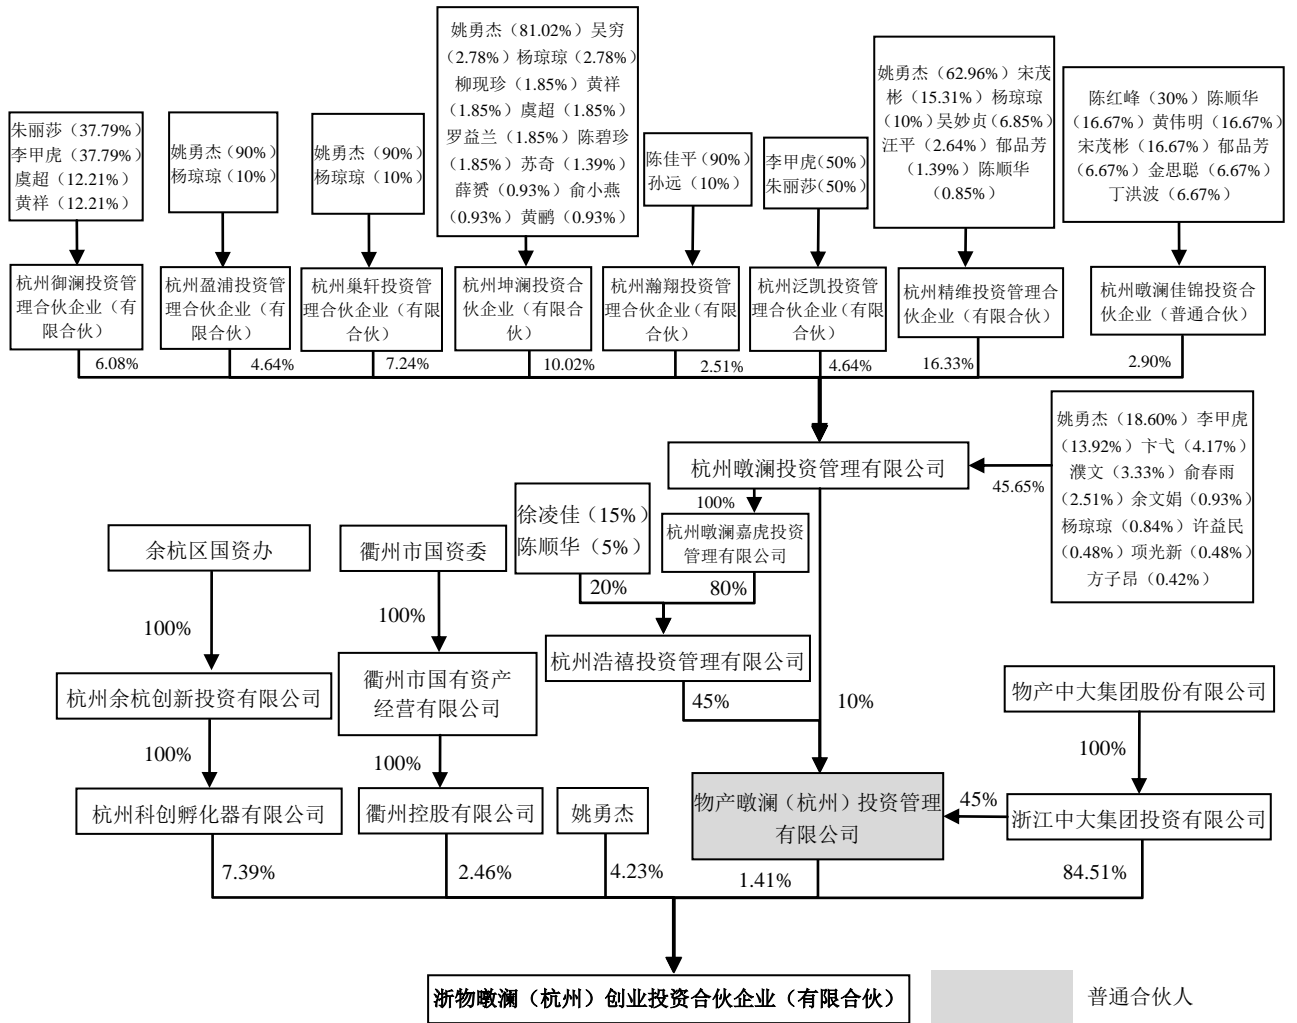 朱丽莎（37.79%）
李甲虎（37.79%）
虞超（12.21%）
黄祥（12.21%）
姚勇杰（90%）
杨琼琼（10%）
姚勇杰（90%）
杨琼琼（10%）
姚勇杰（81.02%）吴穷
（2.78%）杨琼琼（2.78%）
柳现珍（1.85%）黄祥
（1.85%）虞超（1.85%）
罗益兰（1.85%）陈碧珍
（1.85%）苏奇（1.39%）
薛赟（0.93%）俞小燕
（0.93%）黄鹂（0.93%）
陈佳平（90%）
孙远（10%）
李甲虎（50%）
朱丽莎（50%）
姚勇杰（62.96%）宋茂
彬（15.31%）杨琼琼
（10%）吴妙贞（6.85%）
汪平（2.64%）郁品芳
（1.39%）陈顺华
（0.85%）
陈红峰（30%）陈顺华
（16.67%）黄伟明（16.67%）
宋茂彬（16.67%）郁品芳
（6.67%）金思聪（6.67%）
丁洪波（6.67%）
杭州御澜投资管
理合伙企业（有
限合伙）
杭州盈浦投资管
理合伙企业（有
限合伙）
杭州巢轩投资管
理合伙企业（有限
合伙）
杭州坤澜投资合
伙企业（有限合
伙）
杭州瀚翔投资管
理合伙企业（有
限合伙）
杭州泛凯投资管
理合伙企业（有限
合伙）
杭州精维投资管理合
伙企业（有限合伙）
杭州暾澜佳锦投资合
伙企业（普通合伙）
6.08%
4.64%
7.24%
10.02%
2.51%
4.64%
16.33%
2.90%
杭州暾澜投资管理有限公司
45.65%
姚勇杰（18.60%）李甲虎
（13.92%）卞弋（4.17%）
濮文（3.33%）俞春雨
（2.51%）余文娟（0.93%）
杨琼琼（0.84%）许益民
（0.48%）项光新（0.48%）
方子昂（0.42%）
100%
徐凌佳（15%）
陈顺华（5%）
杭州暾澜嘉虎投资
管理有限公司
余杭区国资办
衢州市国资委
20%
80%
100%
100%
杭州浩禧投资管理有限公司
杭州余杭创新投资有限公司
衢州市国有资产
经营有限公司
物产中大集团股份有限公司
45%
10%
100%
100%
100%
杭州科创孵化器有限公司
衢州控股有限公司
姚勇杰
物产暾澜（杭州）投资管理
有限公司
45%
浙江中大集团投资有限公司
7.39%
2.46%
4.23%
1.41%
84.51%
浙物暾澜（杭州）创业投资合伙企业（有限合伙）
普通合伙人